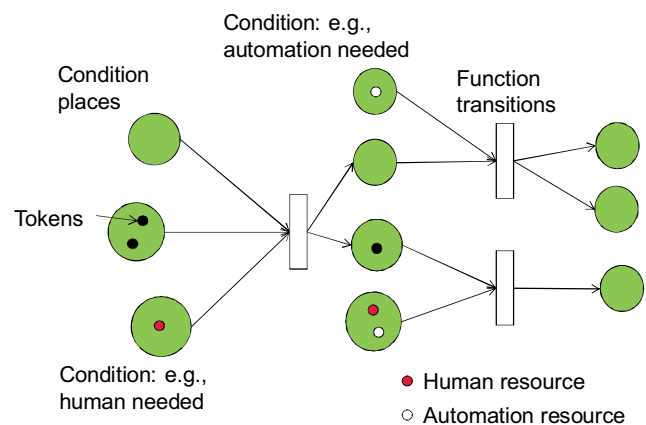 Condition: e.g.,
automation needed
Condition
places
Function
transitions
Tokens
Condition: e.g.,
human needed
Human resource
Automation resource